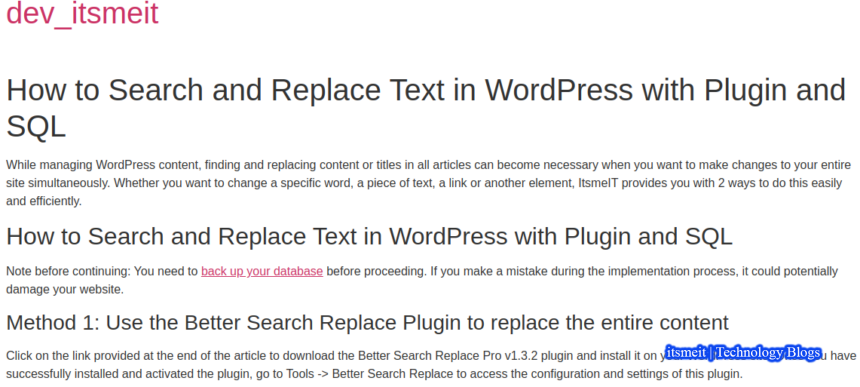 dev_itsmeit
How to Search and Replace Text in WordPress with Plugin and
SQL
While managing WordPress content, finding and replacing content or titles in all articles can become necessary when you want to make changes to your entire
site simultaneously. Whether you want to change a specific word, a piece of text, a link or another element, ItsmeIT provides you with 2 ways to do this easily
and efficiently.
How to Search and Replace Text in WordPress with Plugin and SQL
Note before continuing: You need to back up your database before proceeding. If you make a mistake during the implementation process, it could potentially
damage your website.
Method 1: Use the Better Search Replace Plugin to replace the entire content
Click on the link provided at the end of the article to download the Better Search Replace Pro v1.3.2 plugin and install it on have
itsmeit | Technology Blogs
successfully installed and activated the plugin, go to Tools -> Better Search Replace to access the configuration and settings of this plugin.